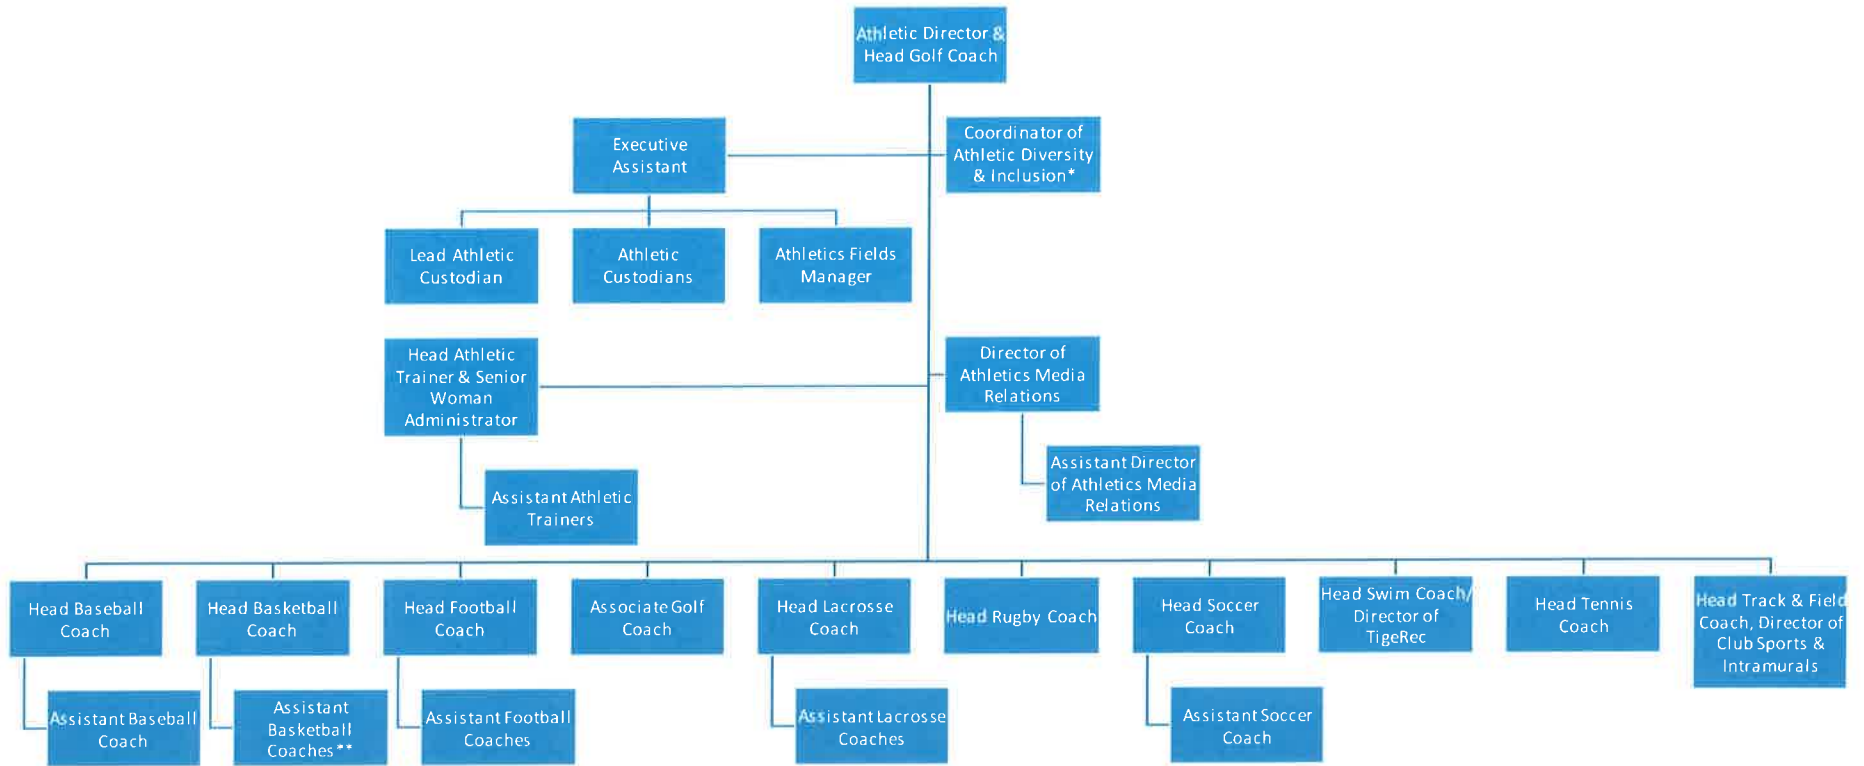 Athletic Director &
Head Golf Coach
Executive
Assistant
Coordinator of
Athletic Diversity
& Inclusion*
Lead Athletic
Custodian
Athletic
Custodians
Athletics Fields
Manager
Head Athletic
Trainer & Senior
Woman
Administrator
Director of
Athletics Media
Relations
Assistant Athletic
Trainers
Assistant Director
of Athletics Media
Relations
Head Baseball
Coach
Head Basketball
Coach
Head Football
Coach
Associate Golf
Coach
Head Lacrosse
Coach
Head Rugby Coach
Head Soccer
Coach
Head Swim Coach/
Director of
TigeRec
Head Tennis
Coach
Head Track & Field
Coach, Director of
Club Sports &
Intramurals
Assistant Baseball
Coach
Assistant
Basketball
Coaches**
Assistant Football
Coaches
Assistant Lacrosse
Coaches
Assistant Soccer
Coach